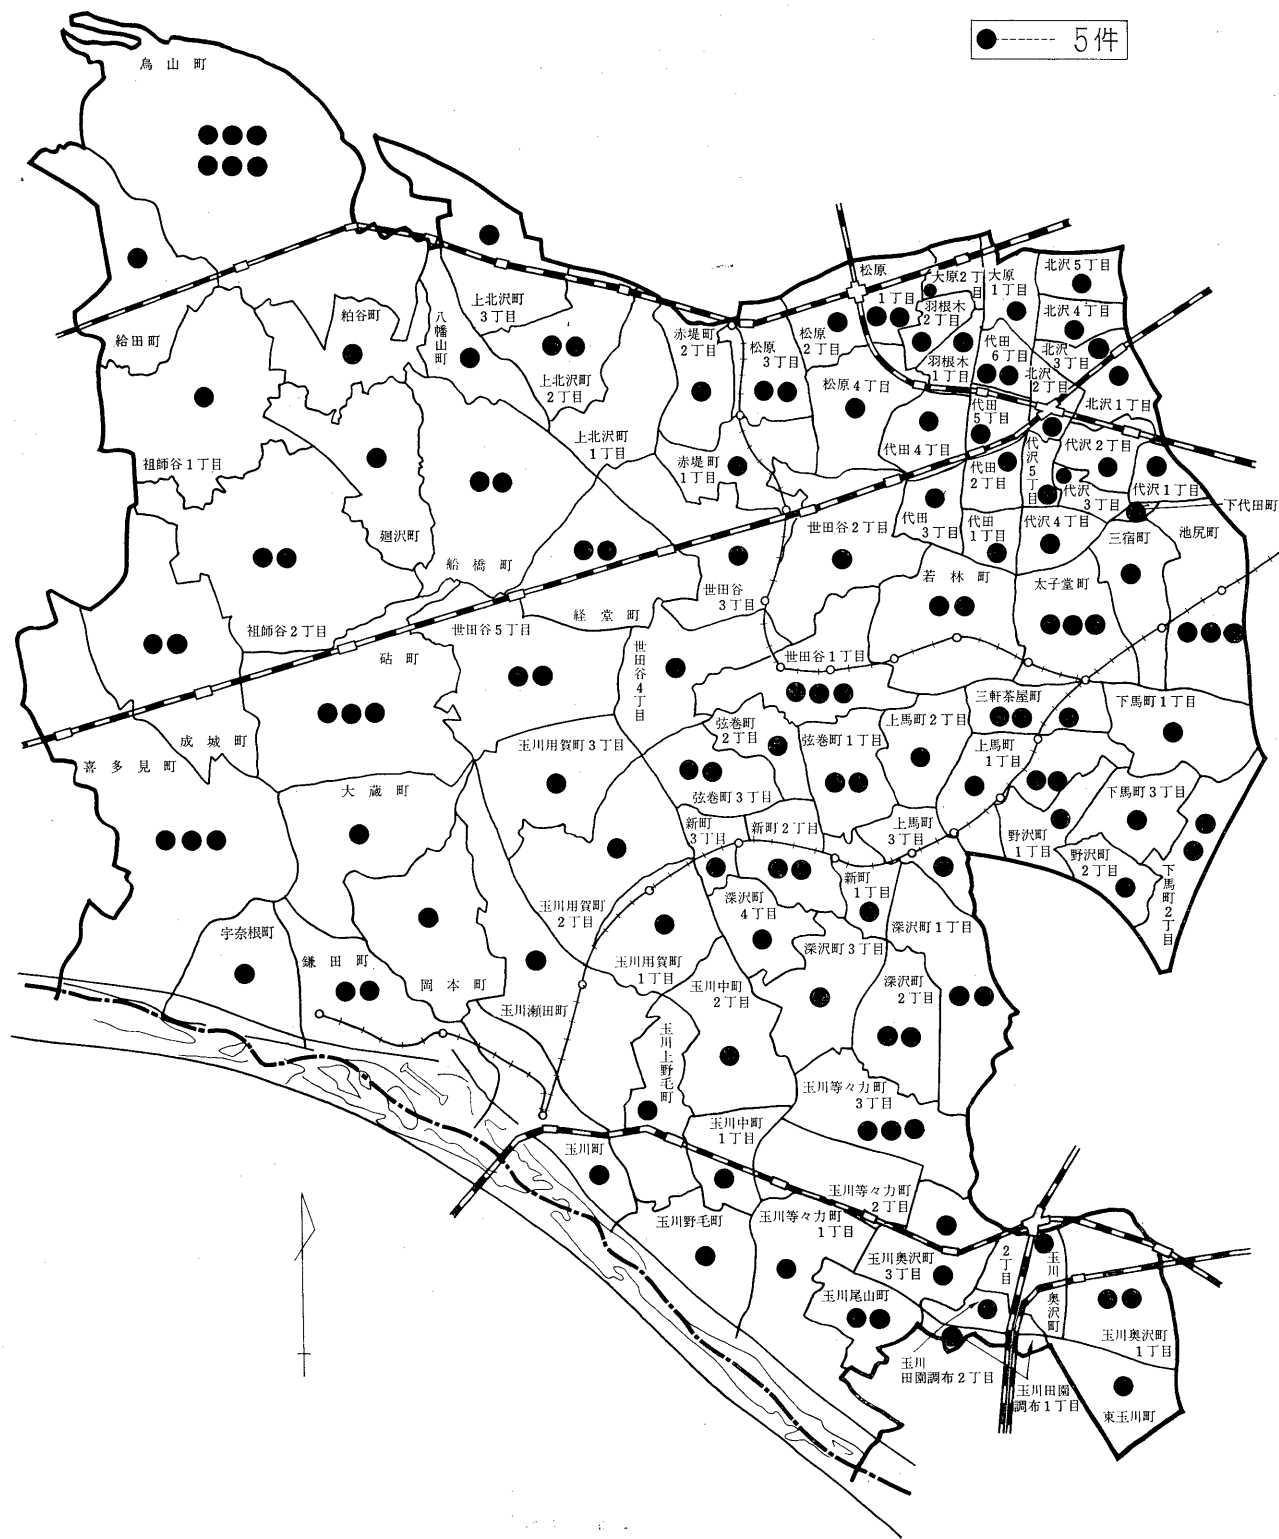 5件
烏山町
給田町
粕谷町
八幡山町
上北沢町
3丁目
上北沢町
2丁目
上北沢町
1丁目
赤堤町
2丁目
赤堤町
1丁目
松原
3丁目
松原
2丁目
松原
1丁目
松原4丁目
大原2丁目
大原
1丁目
羽根木
2丁目
羽根木
1丁目
北沢5丁目
北沢4丁目
北沢
3丁目
北沢
2丁目
北沢1丁目
代田
6丁目
代田
5丁目
代田4丁目
代田
2丁目
代田
3丁目
代田
1丁目
代沢5丁目
代沢2丁目
代沢
3丁目
代沢1丁目
代沢4丁目
下代田町
池尻町
三宿町
太子堂町
若林町
世田谷2丁目
世田谷
3丁目
世田谷1丁目
世田谷4丁目
世田谷5丁目
経堂町
船橋町
廻沢町
祖師谷1丁目
祖師谷2丁目
砧町
成城町
喜多見町
大蔵町
宇奈根町
鎌田町
岡本町
玉川用賀町3丁目
玉川用賀町
2丁目
玉川用賀町
1丁目
玉川瀬田町
弦巻町
2丁目
弦巻町1丁目
弦巻町3丁目
新町
3丁目
新町2丁目
新町
1丁目
上馬町2丁目
上馬町
1丁目
上馬町
3丁目
三軒茶屋町
下馬町1丁目
下馬町3丁目
下馬町2丁目
野沢町
1丁目
野沢町
2丁目
深沢町
4丁目
深沢町3丁目
深沢町1丁目
深沢町
2丁目
玉川中町
2丁目
玉川中町
1丁目
玉川上野毛町
玉川町
玉川野毛町
玉川等々力町
3丁目
玉川等々力町
2丁目
玉川等々力町
1丁目
玉川奥沢町
3丁目
2丁目
玉川
奥沢町
玉川奥沢町
1丁目
玉川尾山町
玉川
田園調布2丁目
玉川田園
調布1丁目
東玉川町